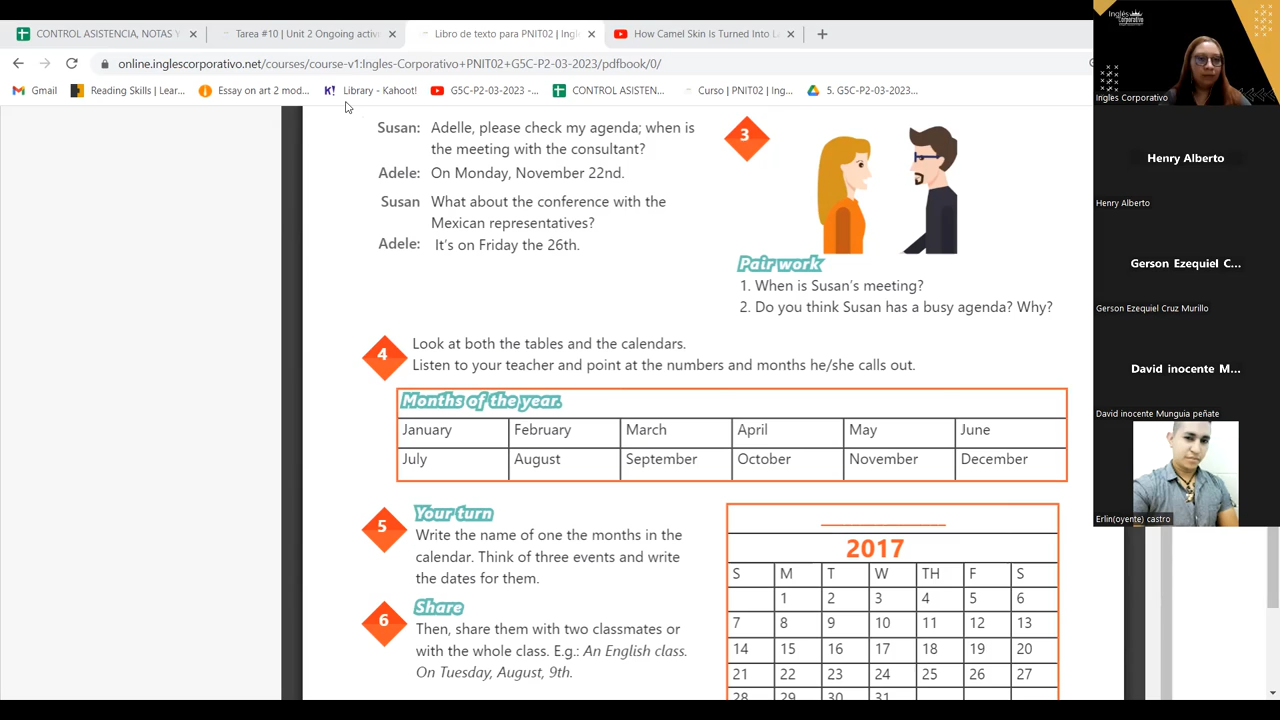 CONTROL ASISTENCIA, NOTAS Y
Tarea #10 | Unit 2 Ongoing activi
Libro de texto para PNIT02 | Ingl
How Camel Skin Is Turned Into L
online.inglescorporativo.net/courses/course-v1:Ingles-Corporativo+PNIT02+G5C-P2-03-2023/pdfbook/0/
Gmail
Reading Skills | Lear...
Essay on art 2 mod...
K! Library - Kahoot!
G5C-P2-03-2023 -...
CONTROL ASISTEN...
Curso | PNIT02 | Ing...
5. G5C-P2-03-2023...
Susan: Adelle, please check my agenda; when is
the meeting with the consultant?
Adele: On Monday, November 22nd.
Susan What about the conference with the
Mexican representatives?
Adele: It's on Friday the 26th.
3
Pair work
1. When is Susan's meeting?
2. Do you think Susan has a busy agenda? Why?
4
Look at both the tables and the calendars.
Listen to your teacher and point at the numbers and months he/she calls out.
Months of the year.
January February March April May June
July August September October November December
5
Your turn
Write the name of one the months in the
calendar. Think of three events and write
the dates for them.
6
Share
Then, share them with two classmates or
with the whole class. E.g.: An English class.
On Tuesday, August, 9th.
2017
S M T W TH F S
1 2 3 4 5 6
7 8 9 10 11 12 13
14 15 16 17 18 19 20
21 22 23 24 25 26 27
28 29 30 31
Inglés
Corporativo
Ingles Corporativo
Henry Alberto
Henry Alberto
Gerson Ezequiel C...
Gerson Ezequiel Cruz Murillo
David inocente M...
David inocente Munguia peñate
Erlin(oyente) castro